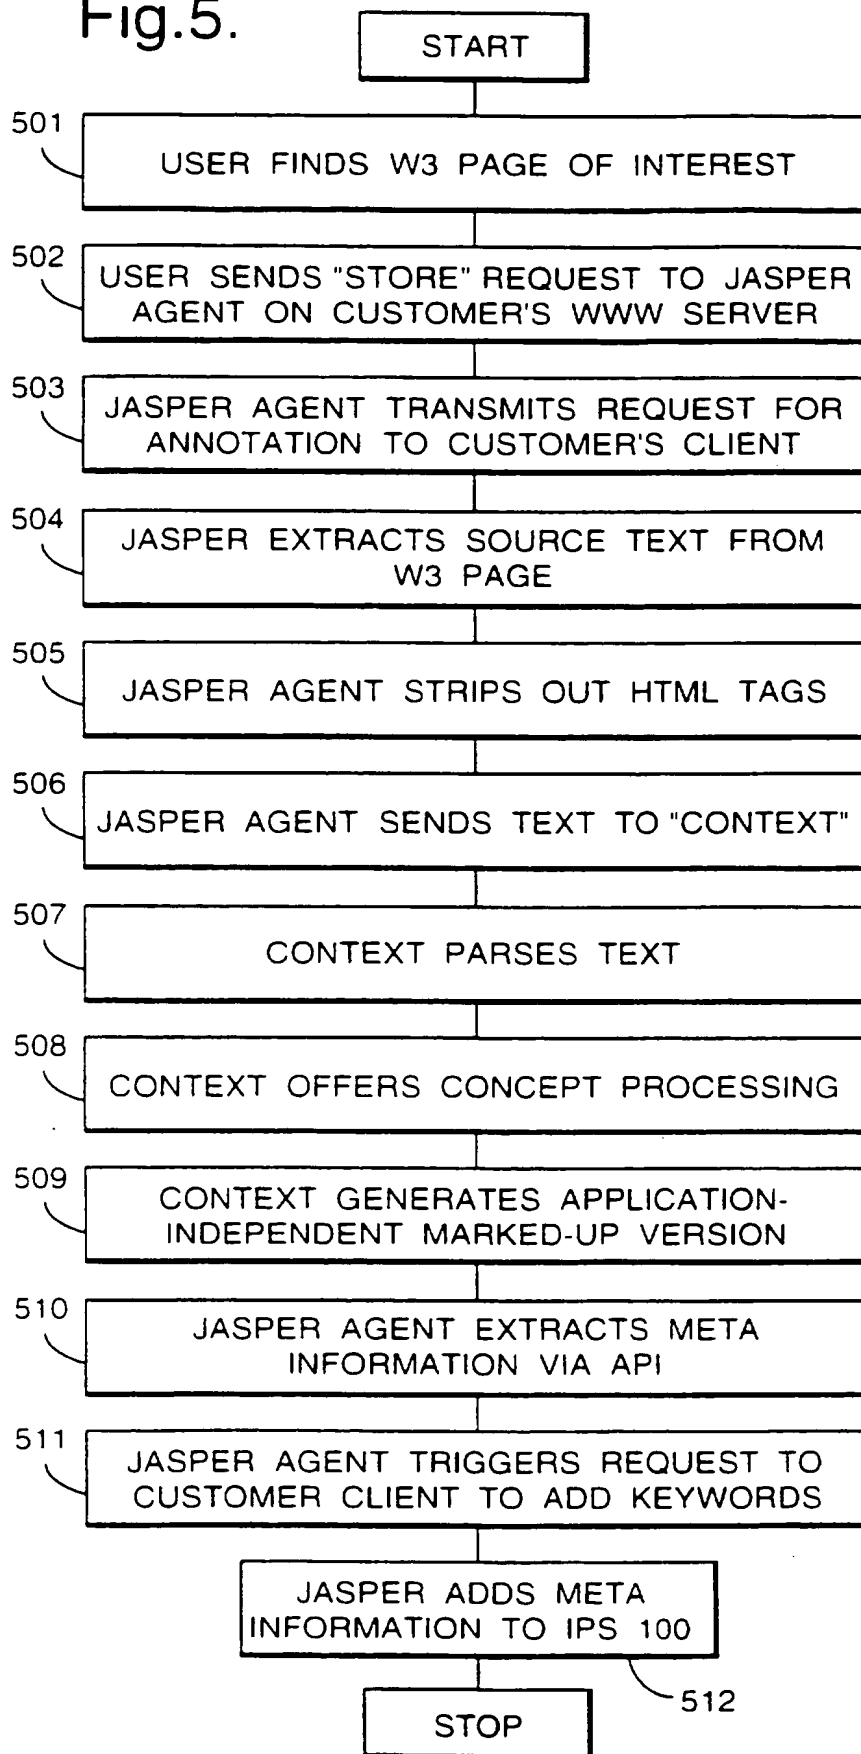 Fig.5.
START
501
USER FINDS W3 PAGE OF INTEREST
502
USER SENDS "STORE" REQUEST TO JASPER
AGENT ON CUSTOMER'S WWW SERVER
503
JASPER AGENT TRANSMITS REQUEST FOR
ANNOTATION TO CUSTOMER'S CLIENT
504
JASPER EXTRACTS SOURCE TEXT FROM
W3 PAGE
505
JASPER AGENT STRIPS OUT HTML TAGS
506
JASPER AGENT SENDS TEXT TO "CONTEXT"
507
CONTEXT PARSES TEXT
508
CONTEXT OFFERS CONCEPT PROCESSING
509
CONTEXT GENERATES APPLICATION-
INDEPENDENT MARKED-UP VERSION
510
JASPER AGENT EXTRACTS META
INFORMATION VIA API
511
JASPER AGENT TRIGGERS REQUEST TO
CUSTOMER CLIENT TO ADD KEYWORDS
JASPER ADDS META
INFORMATION TO IPS 100
512
STOP